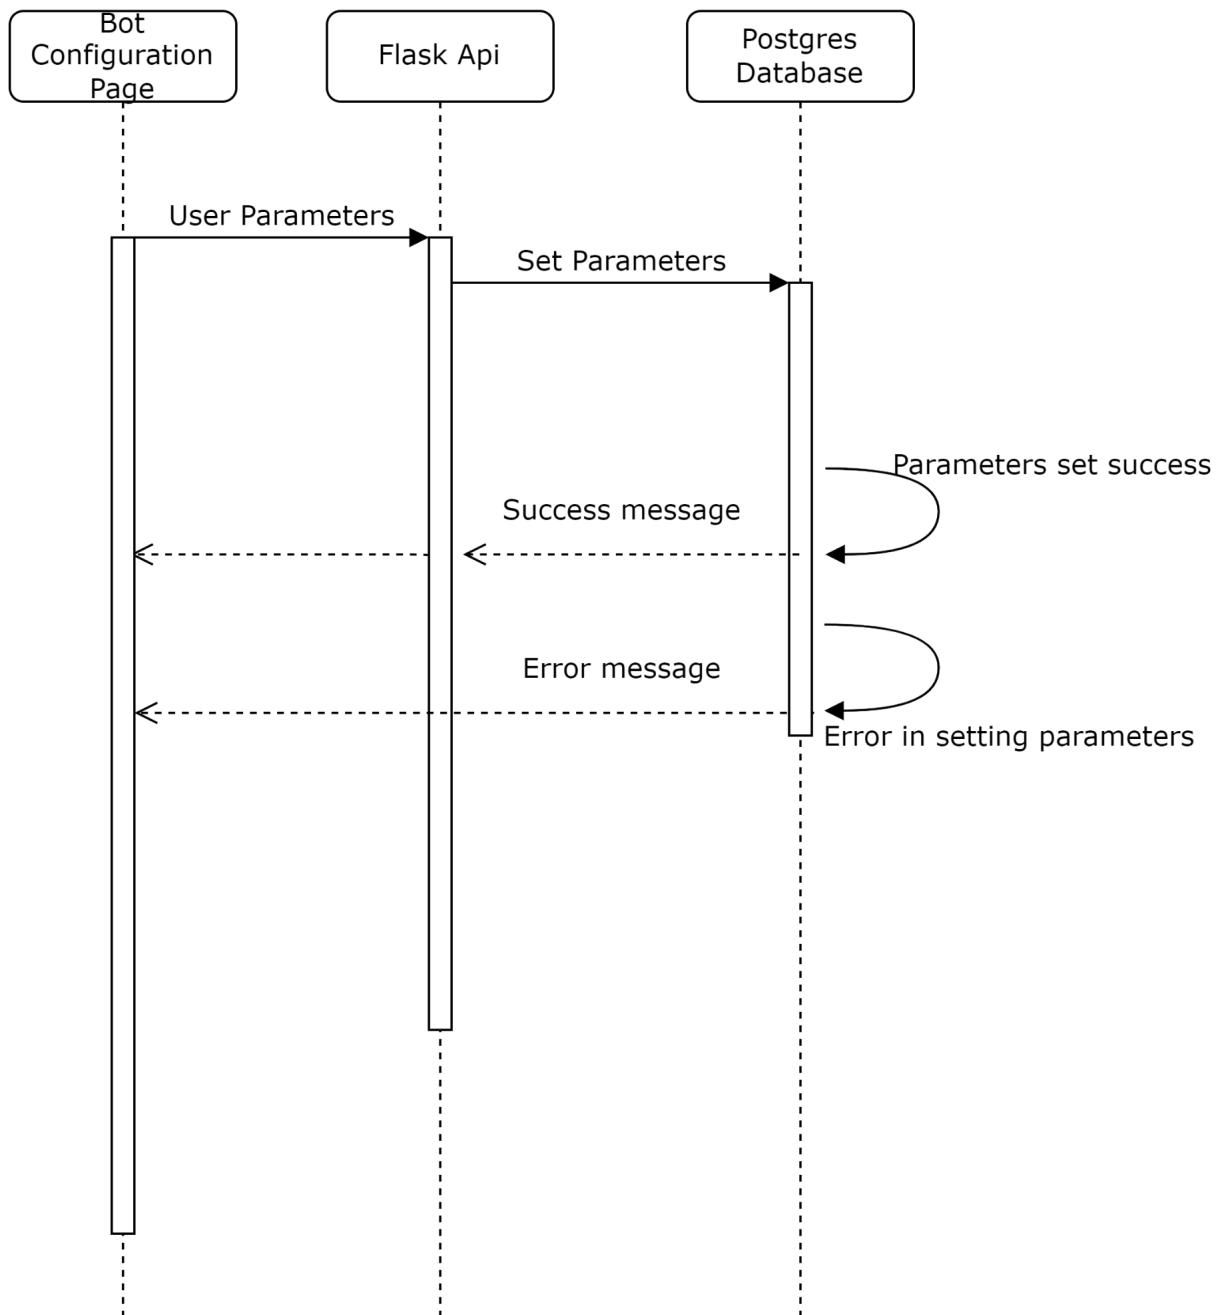 Bot
Configuration
Page
Flask Api
Postgres
Database
User Parameters
Set Parameters
Parameters set success
Success message
Error message
Error in setting parameters